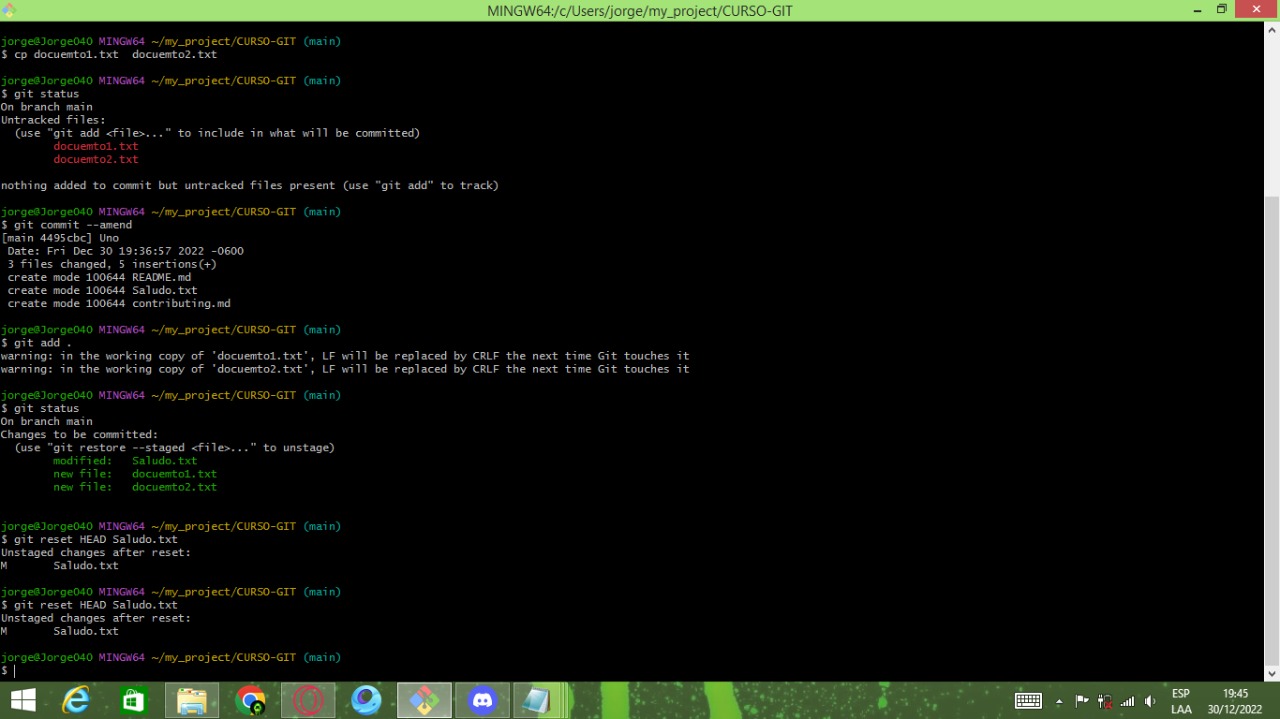 MINGW64:/c/Users/jorge/my_project/CURSO-GIT
jorge@Jorge040 MINGW64 ~/my_project/CURSO-GIT (main)
$ cp docuemto1.txt  docuemto2.txt
jorge@Jorge040 MINGW64 ~/my_project/CURSO-GIT (main)
$ git status
On branch main
Untracked files:
  (use "git add <file>..." to include in what will be committed)
        docuemto1.txt
        docuemto2.txt
nothing added to commit but untracked files present (use "git add" to track)
jorge@Jorge040 MINGW64 ~/my_project/CURSO-GIT (main)
$ git commit --amend
[main 4495cbc] Uno
 Date: Fri Dec 30 19:36:57 2022 -0600
 3 files changed, 5 insertions(+)
 create mode 100644 README.md
 create mode 100644 Saludo.txt
 create mode 100644 contributing.md
jorge@Jorge040 MINGW64 ~/my_project/CURSO-GIT (main)
$ git add .
warning: in the working copy of 'docuemto1.txt', LF will be replaced by CRLF the next time Git touches it
warning: in the working copy of 'docuemto2.txt', LF will be replaced by CRLF the next time Git touches it
jorge@Jorge040 MINGW64 ~/my_project/CURSO-GIT (main)
$ git status
On branch main
Changes to be committed:
  (use "git restore --staged <file>..." to unstage)
        modified:   Saludo.txt
        new file:   docuemto1.txt
        new file:   docuemto2.txt
jorge@Jorge040 MINGW64 ~/my_project/CURSO-GIT (main)
$ git reset HEAD Saludo.txt
Unstaged changes after reset:
M       Saludo.txt
jorge@Jorge040 MINGW64 ~/my_project/CURSO-GIT (main)
$ git reset HEAD Saludo.txt
Unstaged changes after reset:
M       Saludo.txt
jorge@Jorge040 MINGW64 ~/my_project/CURSO-GIT (main)
$
ESP
LAA
19:45
30/12/2022